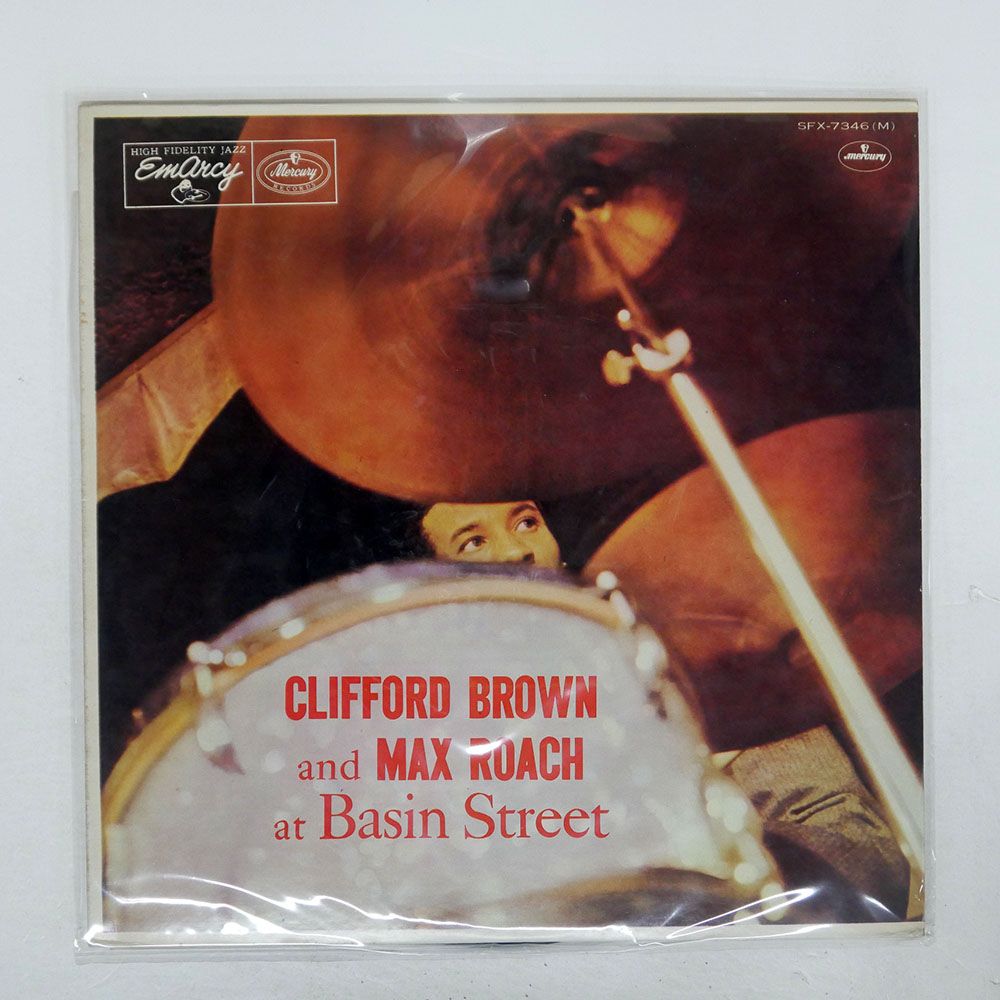 HIGH FIDELITY JAZZ
EmArcy
Mercury
RECORDS
SFX-7346(M)
mercury
CLIFFORD BROWN
and MAX ROACH
at Basin Street